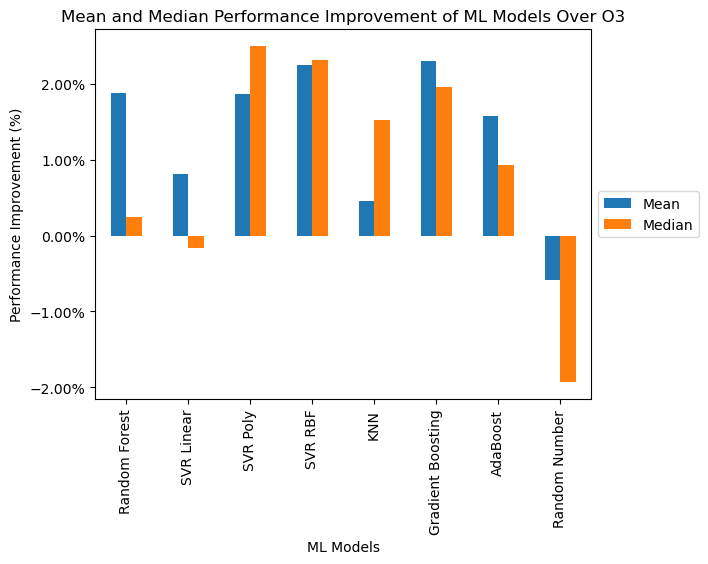 Mean and Median Performance Improvement of ML Models Over O3
Performance Improvement (%)
2.00%
1.00%
0.00%
−1.00%
−2.00%
Mean
Median
Random Forest
SVR Linear
SVR Poly
SVR RBF
KNN
Gradient Boosting
AdaBoost
Random Number
ML Models